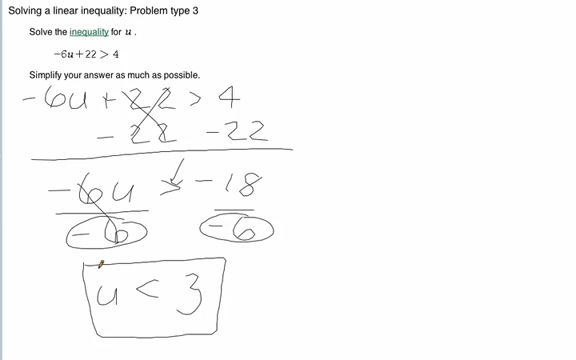 Solving a linear inequality: Problem type 3
Solve the inequality for u .
-6u+22 > 4
Simplify your answer as much as possible.
-6u + 22 > 4
- 22 -22
-6u > -18
-6 -6
u < 3